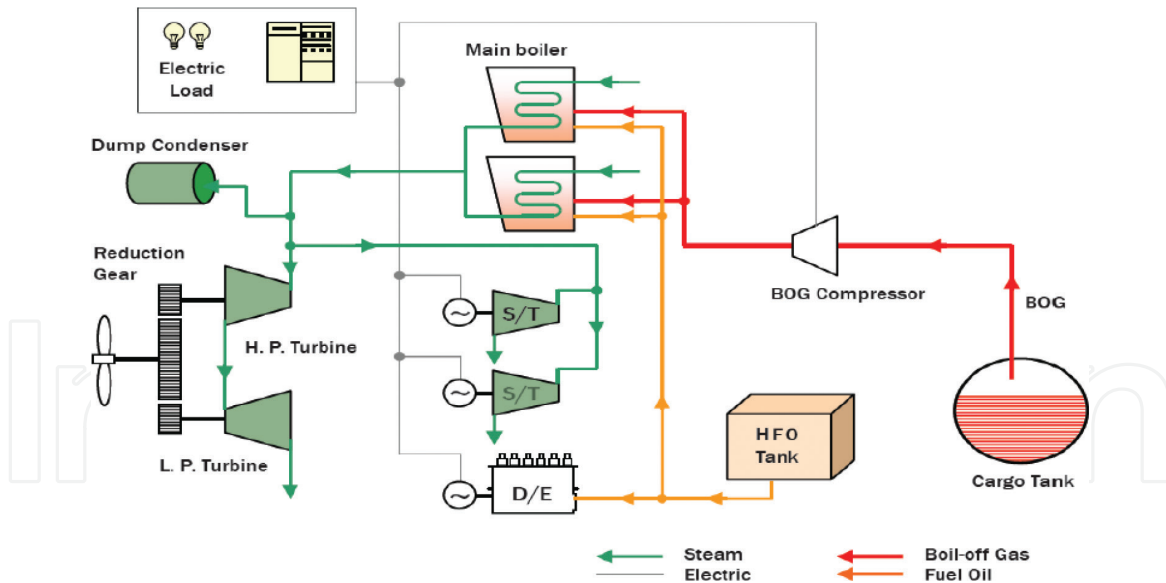 Electric
Load
Main boiler
Dump Condenser
Reduction
Gear
H. P. Turbine
L. P. Turbine
S/T
S/T
D/E
BOG Compressor
BOG
HFO
Tank
Cargo Tank
Steam
Electric
Boil-off Gas
Fuel Oil